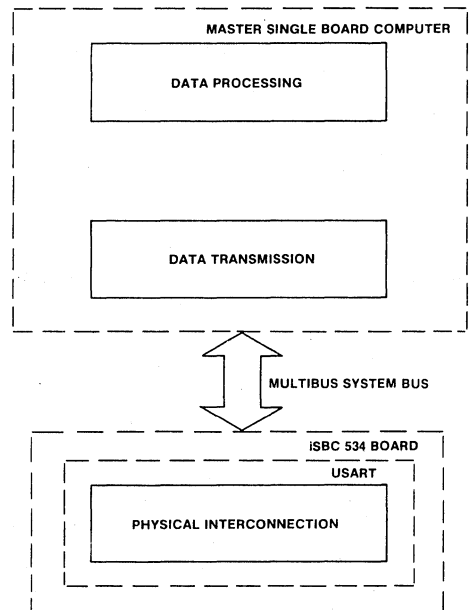 MASTER SINGLE BOARD COMPUTER
DATA PROCESSING
DATA TRANSMISSION
MULTIBUS SYSTEM BUS
iSBC 534 BOARD
USART
PHYSICAL INTERCONNECTION